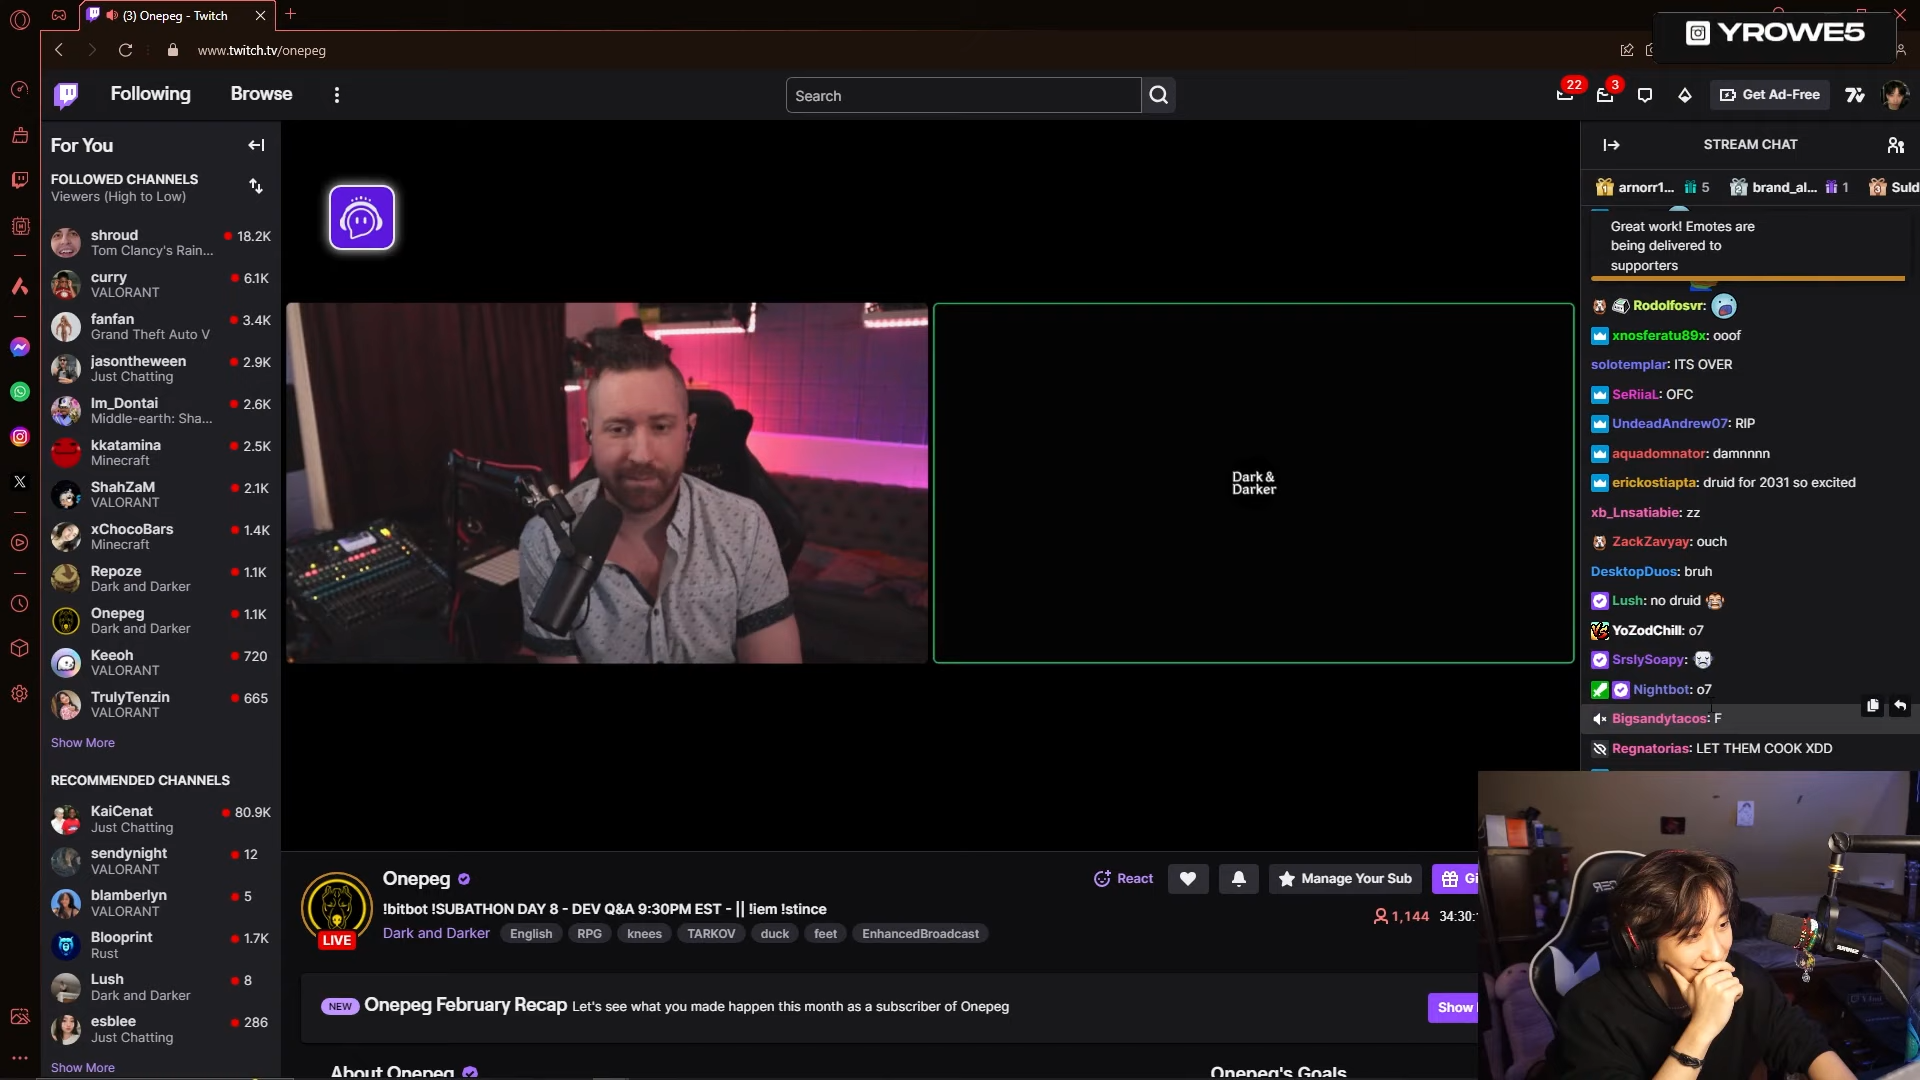 (3) Onepeg - Twitch
YROWE5
www.twitch.tv/onepeg
Following
Browse
Search
22
3
Get Ad-Free
For You
FOLLOWED CHANNELS
Viewers (High to Low)
shroud
18.2K
Tom Clancy's Rain...
curry
6.1K
VALORANT
fanfan
3.4K
Grand Theft Auto V
jasontheween
2.9K
Just Chatting
Im_Dontai
2.6K
Middle-earth: Sha...
kkatamina
2.5K
Minecraft
ShahZaM
2.1K
VALORANT
xChocoBars
1.4K
Minecraft
Repoze
1.1K
Dark and Darker
Onepeg
1.1K
Dark and Darker
Keeoh
720
VALORANT
TrulyTenzin
665
VALORANT
Show More
RECOMMENDED CHANNELS
KaiCenat
80.9K
Just Chatting
sendynight
12
VALORANT
blamberlyn
5
VALORANT
Blooprint
1.7K
Rust
Lush
8
Dark and Darker
esblee
286
Just Chatting
Show More
Dark &
Darker
Onepeg
LIVE
!bitbot !SUBATHON DAY 8 - DEV Q&A 9:30PM EST - || !iem !stince
Dark and Darker English RPG knees TARKOV duck feet EnhancedBroadcast
React
Manage Your Sub
Gi
1,144
34:30:
NEW Onepeg February Recap Let's see what you made happen this month as a subscriber of Onepeg
Show
About Onepeg
Onepeg's Goals
STREAM CHAT
arnorr1... 5 brand_al... 1 Suld
Great work! Emotes are
being delivered to
supporters
Rodolfosvr:
xnosferatu89x: ooof
solotemplar: ITS OVER
SeRiiaL: OFC
UndeadAndrew07: RIP
aquadomnator: damnnnn
erickostiapta: druid for 2031 so excited
xb_Lnsatiabie: zz
ZackZavyay: ouch
DesktopDuos: bruh
Lush: no druid
YoZodChill: o7
SrslySoapy:
Nightbot: o7
Bigsandytacos: F
Regnatorias: LET THEM COOK XDD